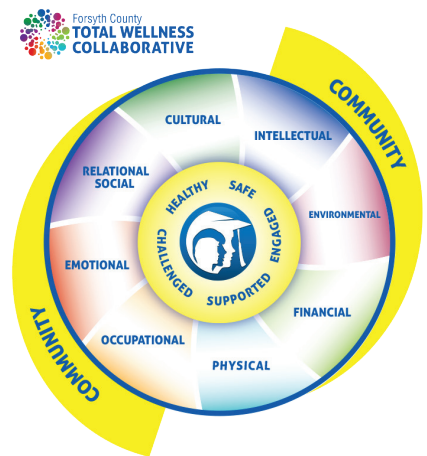 Forsyth County
TOTAL WELLNESS
COLLABORATIVE
COMMUNITY
CULTURAL
INTELLECTUAL
RELATIONAL
SOCIAL
ENVIRONMENTAL
HEALTHY
SAFE
ENGAGED
SUPPORTED
CHALLENGED
EMOTIONAL
FINANCIAL
OCCUPATIONAL
PHYSICAL
COMMUNITY